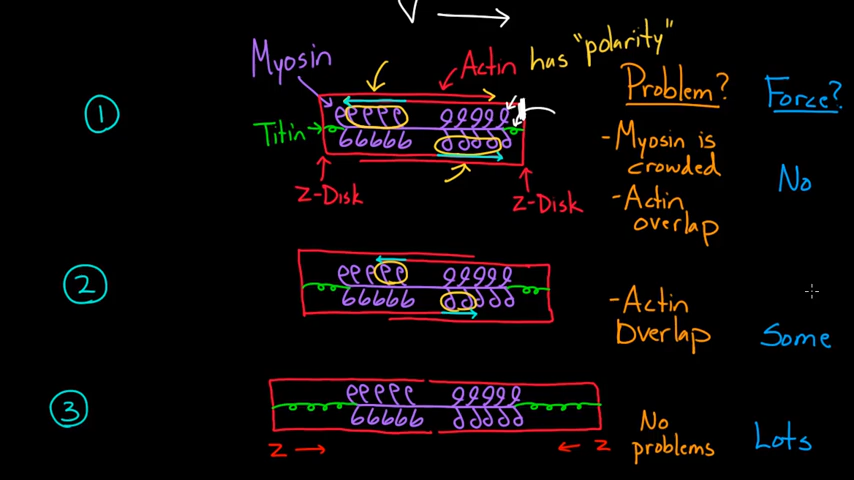 Myosin
Actin has "polarity"
Problem?
Force?
1
Titin
- Myosin is
crowded
No
Z-Disk
Z-Disk
- Actin
overlap
2
- Actin
Overlap
Some
3
No
problems
Lots
Z
Z